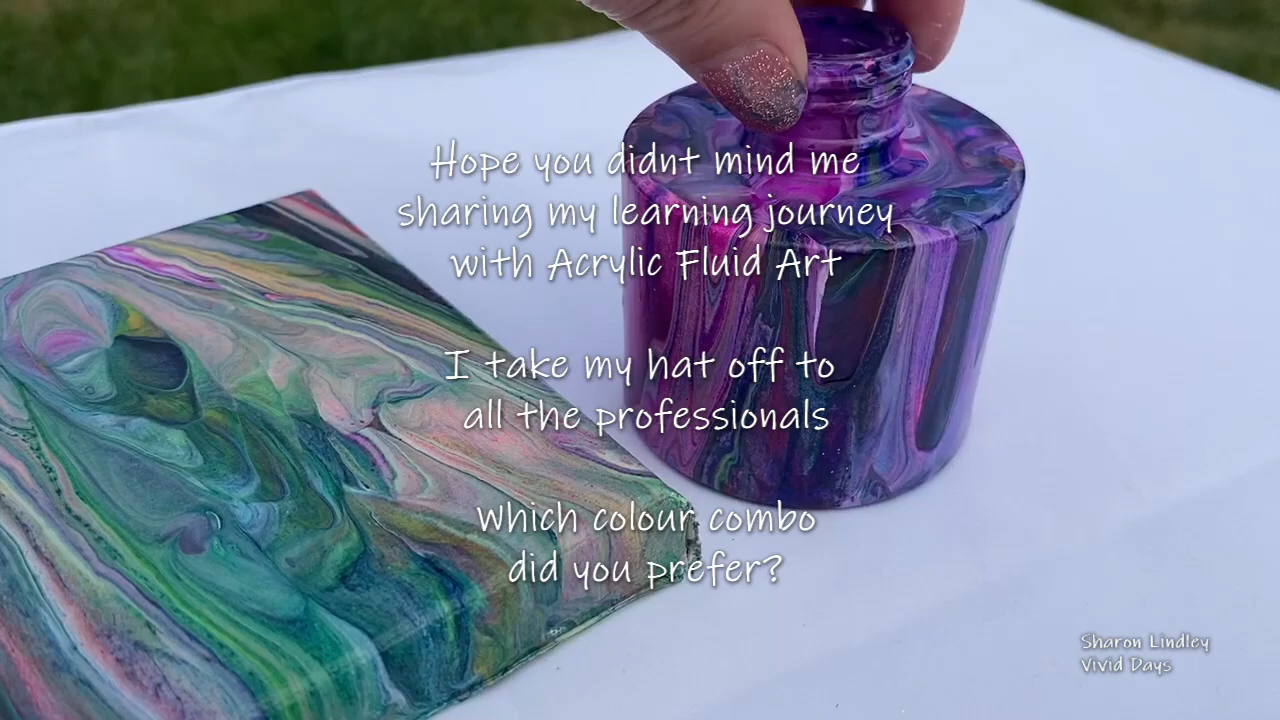 Hope you didnt mind me
sharing my learning journey
with Acrylic Fluid Art
I take my hat off to
all the professionals
Which colour combo
did you prefer?
Sharon Lindley
Vivid Days